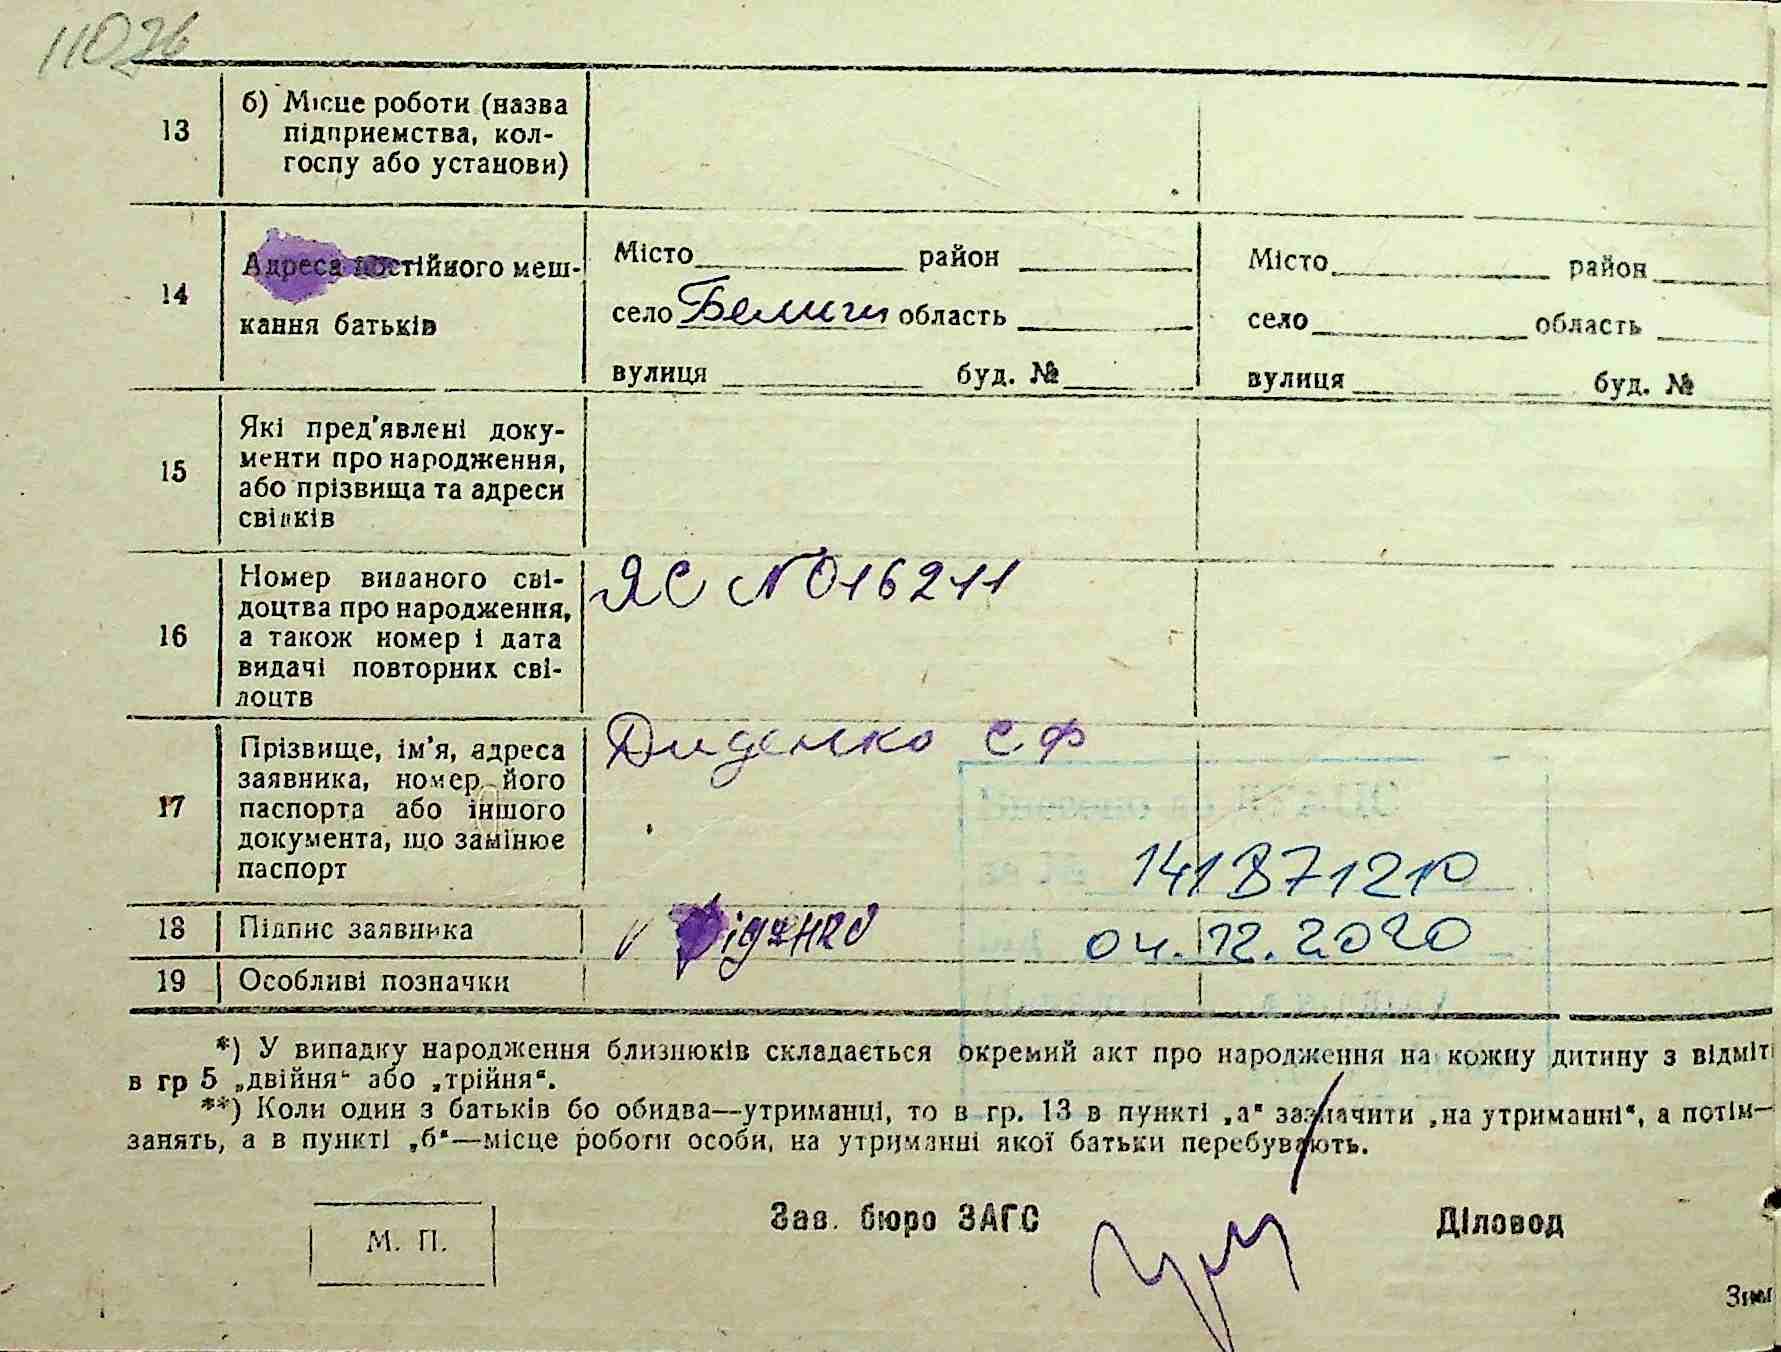 13
б) Місце роботи (назва
підприємства, кол-
госпу або установи)
14
Адреса постійного меш-
кання батьків
Місто район
село область
вулиця буд. №
Місто район
село область
вулиця буд. №
15
Які пред'явлені доку-
менти про народження,
або прізвища та адреси
свідків
16
Номер виданого сві-
доцтва про народження,
а також номер і дата
видачі повторних сві-
доцтв
ЯС N016211
17
Прізвище, ім'я, адреса
заявника, номер його
паспорта або іншого
документа, що замінює
паспорт
Диденко С Ф
141871210
18 Підпис заявника
04.12.2020
19 Особливі позначки
*) У випадку народження близнюків складається окремий акт про народження на кожну дитину з відміт
в гр 5 „двійня“ або „трійня“.
**) Коли один з батьків бо обидва—утриманці, то в гр. 13 в пункті „а“ зазначити „на утриманні“, а потім—
занять, а в пункті „б“—місце роботи особи, на утриманні якої батьки перебувають.
М. П.
Зав. бюро ЗАГС
Діловод